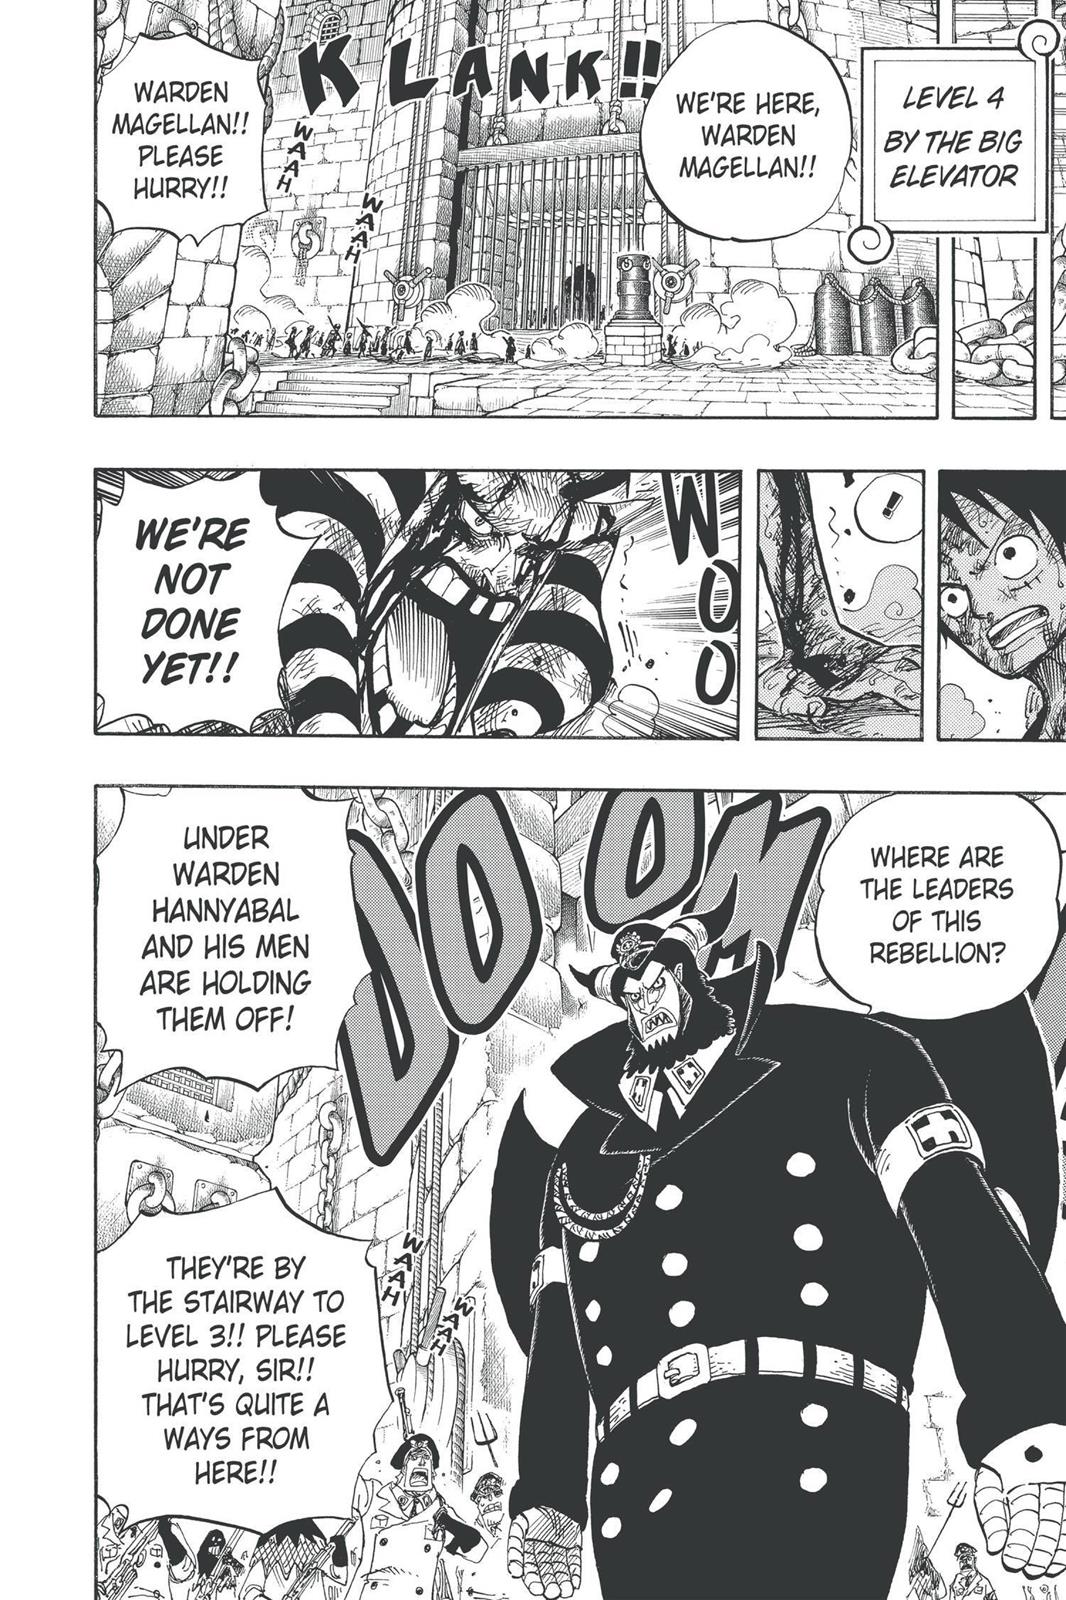 LEVEL 4
BY THE BIG
ELEVATOR
WE'RE HERE,
WARDEN
MAGELLAN!!
KLANK!!
WARDEN
MAGELLAN!!
PLEASE
HURRY!!
WAAH
WAAH
!
WOOO
WE'RE
NOT
DONE
YET!!
WHERE ARE
THE LEADERS
OF THIS
REBELLION?
JOOOM
UNDER
WARDEN
HANNYABAL
AND HIS MEN
ARE HOLDING
THEM OFF!
THEY'RE BY
THE STAIRWAY TO
LEVEL 3!! PLEASE
HURRY, SIR!!
THAT'S QUITE A
WAYS FROM
HERE!!
WAAH
WAAH